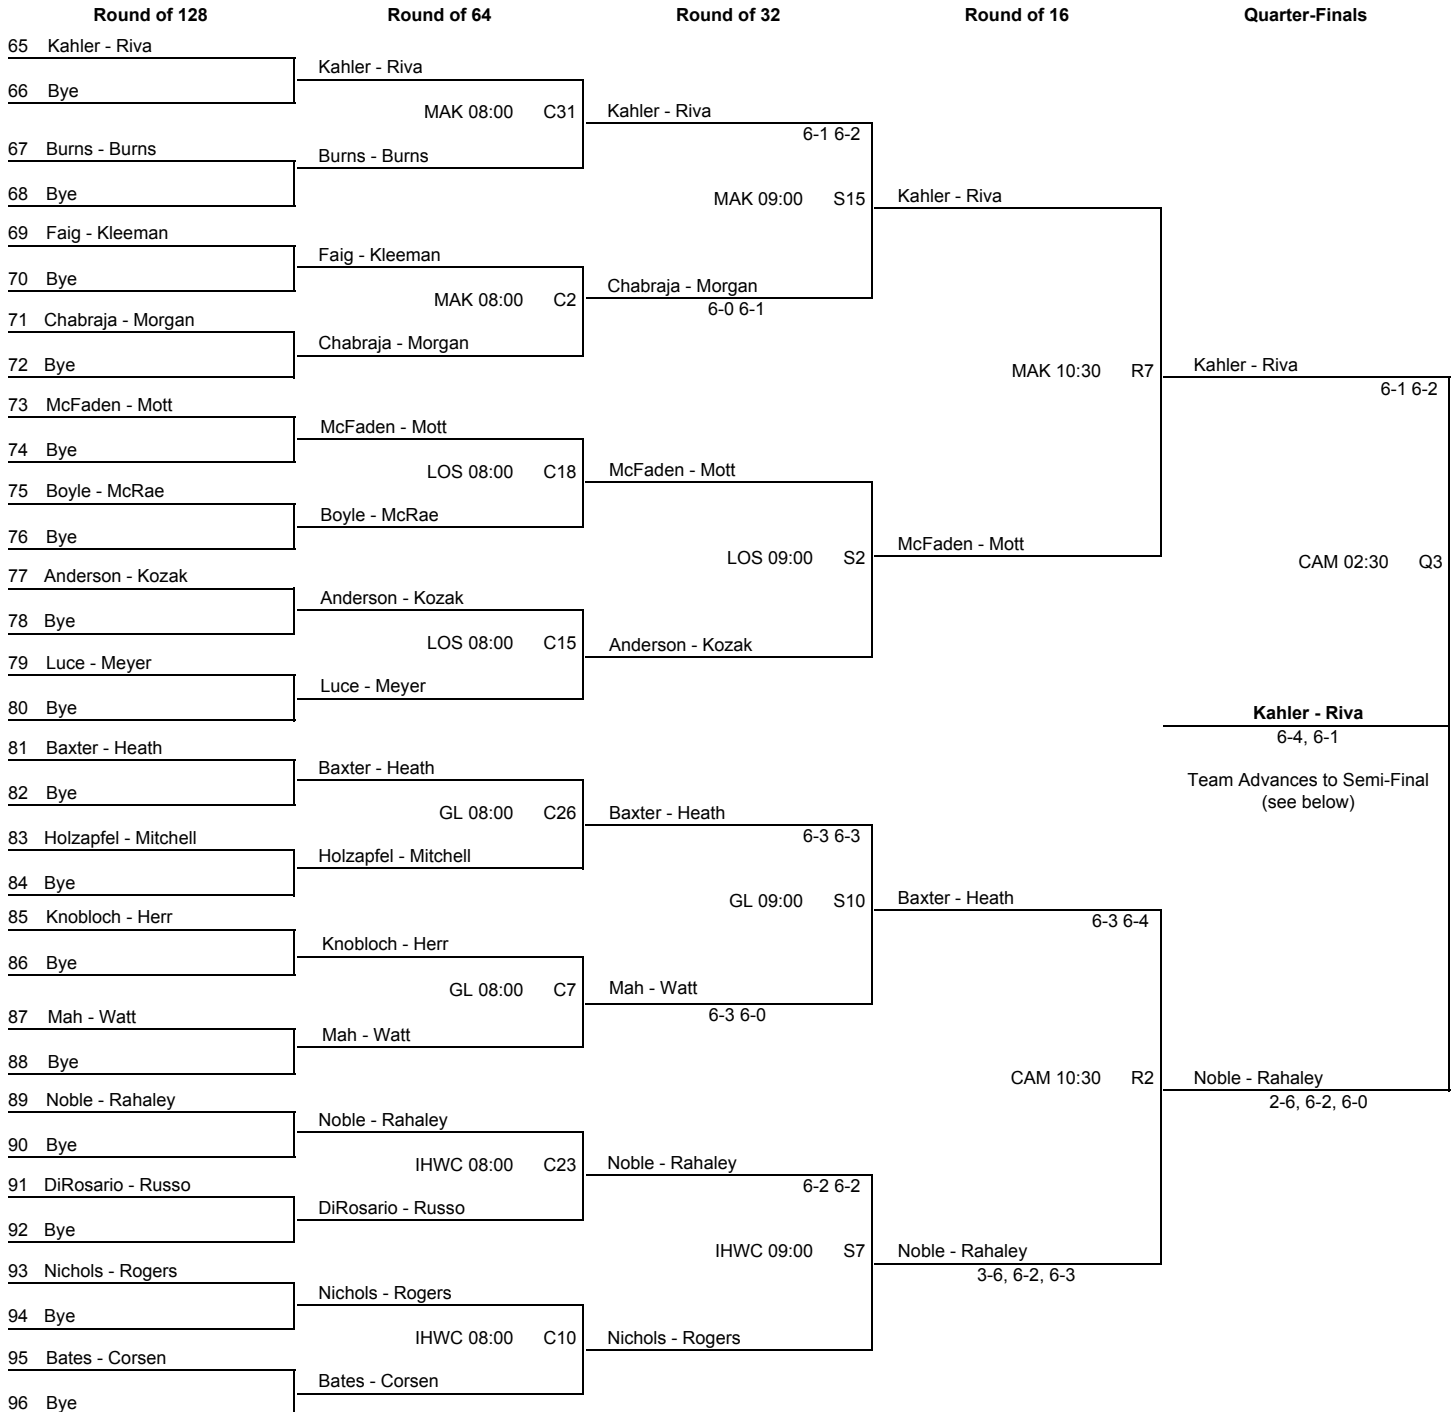 Round of 128 Round of 64 Round of 32 Round of 16 Quarter-Finals
65 Kahler - Riva
Kahler - Riva
66 Bye
MAK 08:00 C31
Kahler - Riva
6-1 6-2
67 Burns - Burns
Burns - Burns
68 Bye
MAK 09:00 S15
Kahler - Riva
69 Faig - Kleeman
Faig - Kleeman
70 Bye
MAK 08:00 C2
Chabraja - Morgan
6-0 6-1
71 Chabraja - Morgan
Chabraja - Morgan
72 Bye
MAK 10:30 R7
Kahler - Riva
6-1 6-2
73 McFaden - Mott
McFaden - Mott
74 Bye
LOS 08:00 C18
McFaden - Mott
75 Boyle - McRae
Boyle - McRae
76 Bye
LOS 09:00 S2
McFaden - Mott
CAM 02:30 Q3
77 Anderson - Kozak
Anderson - Kozak
78 Bye
LOS 08:00 C15
Anderson - Kozak
79 Luce - Meyer
Luce - Meyer
80 Bye
Kahler - Riva
6-4, 6-1
Team Advances to Semi-Final
(see below)
81 Baxter - Heath
Baxter - Heath
82 Bye
GL 08:00 C26
Baxter - Heath
6-3 6-3
83 Holzapfel - Mitchell
Holzapfel - Mitchell
84 Bye
GL 09:00 S10
Baxter - Heath
6-3 6-4
85 Knobloch - Herr
Knobloch - Herr
86 Bye
GL 08:00 C7
Mah - Watt
6-3 6-0
87 Mah - Watt
Mah - Watt
88 Bye
CAM 10:30 R2
Noble - Rahaley
2-6, 6-2, 6-0
89 Noble - Rahaley
Noble - Rahaley
90 Bye
IHWC 08:00 C23
Noble - Rahaley
6-2 6-2
91 DiRosario - Russo
DiRosario - Russo
92 Bye
IHWC 09:00 S7
Noble - Rahaley
3-6, 6-2, 6-3
93 Nichols - Rogers
Nichols - Rogers
94 Bye
IHWC 08:00 C10
Nichols - Rogers
95 Bates - Corsen
Bates - Corsen
96 Bye